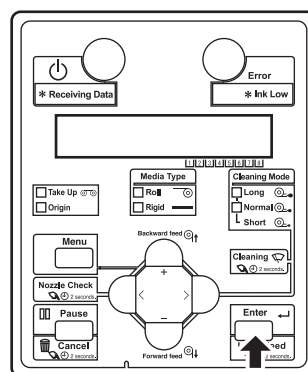 Error
* Receiving Data
* Ink Low
1 2 3 4 5 6 7 8
Media Type
Cleaning Mode
Take Up
Roll
Long
Origin
Rigid
Normal
Short
Menu
Backward feed
Cleaning
2 seconds.
Nozzle Check
2 seconds.
+
< >
−
Pause
Enter
Cancel
2 seconds.
Forward feed
eed
2 seconds.